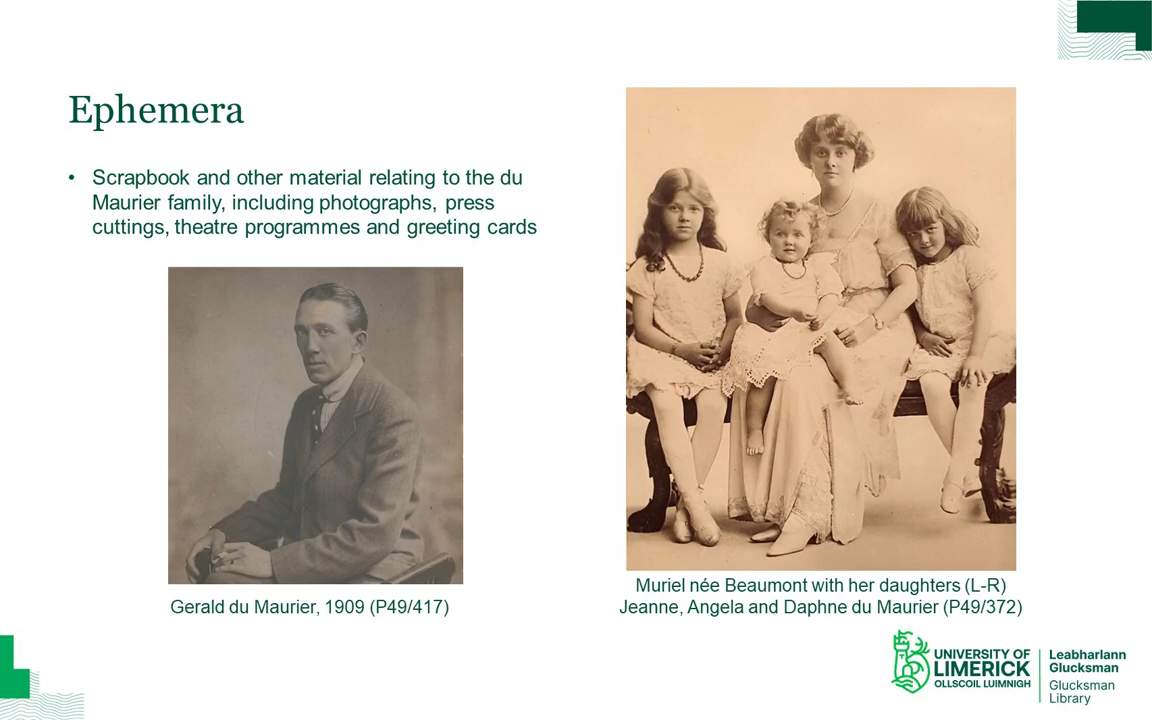 Ephemera
• Scrapbook and other material relating to the du
Maurier family, including photographs, press
cuttings, theatre programmes and greeting cards
Gerald du Maurier, 1909 (P49/417)
Muriel née Beaumont with her daughters (L-R)
Jeanne, Angela and Daphne du Maurier (P49/372)
UNIVERSITY OF
LIMERICK
OLLSCOIL LUIMNIGH
Leabharlann
Glucksman
Glucksman
Library